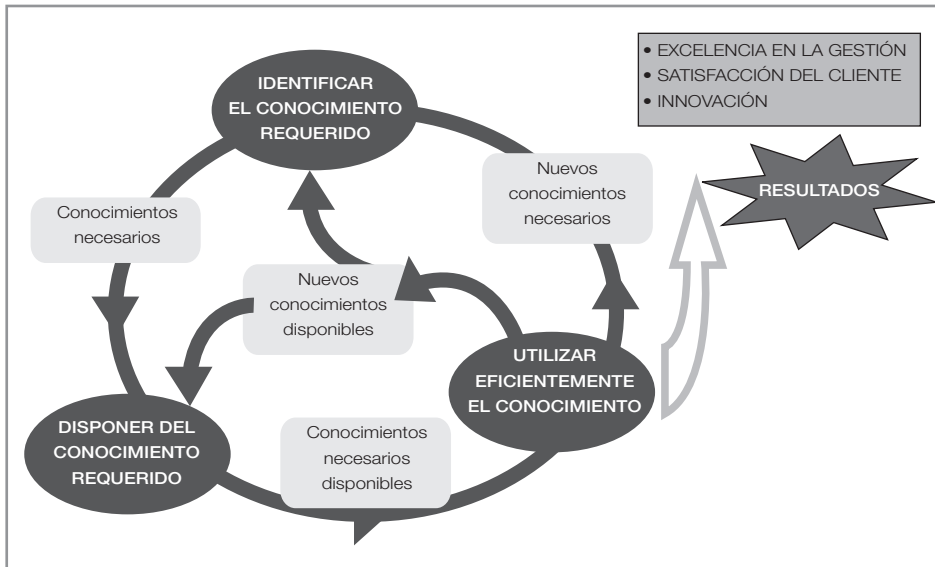 • EXCELENCIA EN LA GESTIÓN
• SATISFACCIÓN DEL CLIENTE
• INNOVACIÓN
RESULTADOS
IDENTIFICAR
EL CONOCIMIENTO
REQUERIDO
Nuevos
conocimientos
necesarios
Conocimientos
necesarios
Nuevos
conocimientos
disponibles
UTILIZAR
EFICIENTEMENTE
EL CONOCIMIENTO
DISPONER DEL
CONOCIMIENTO
REQUERIDO
Conocimientos
necesarios
disponibles